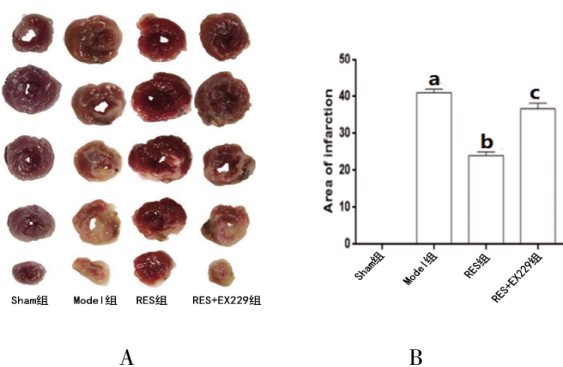 Sham组 Model组 RES组 RES+EX229组
A
Area of infarction
50
40
30
20
10
0
a
b
c
Sham组
Model组
RES组
RES+EX229组
B